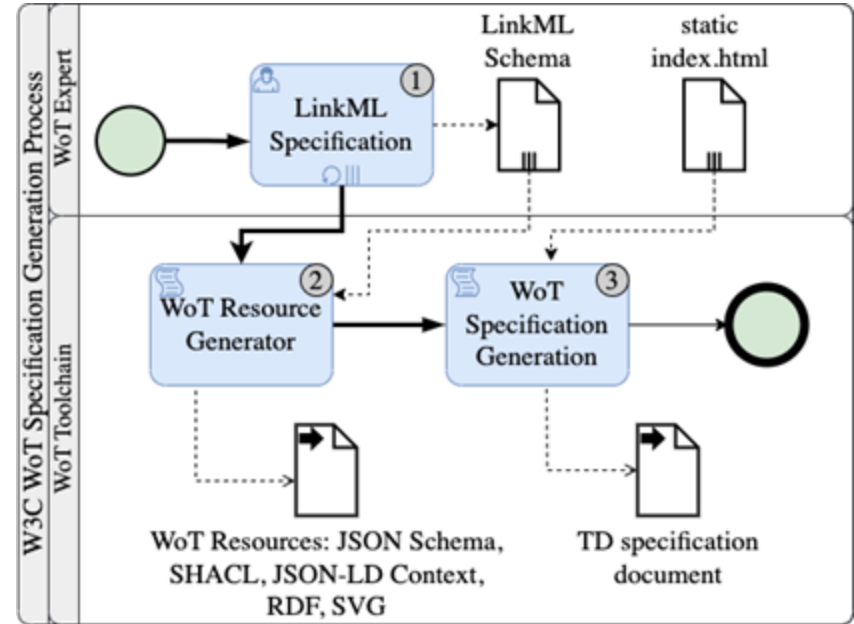 W3C WoT Specification Generation Process
WoT Expert
LinkML
Schema
static
index.html
1
LinkML
Specification
WoT Toolchain
2
WoT Resource
Generator
3
WoT
Specification
Generation
WoT Resources: JSON Schema,
SHACL, JSON-LD Context,
RDF, SVG
TD specification
document